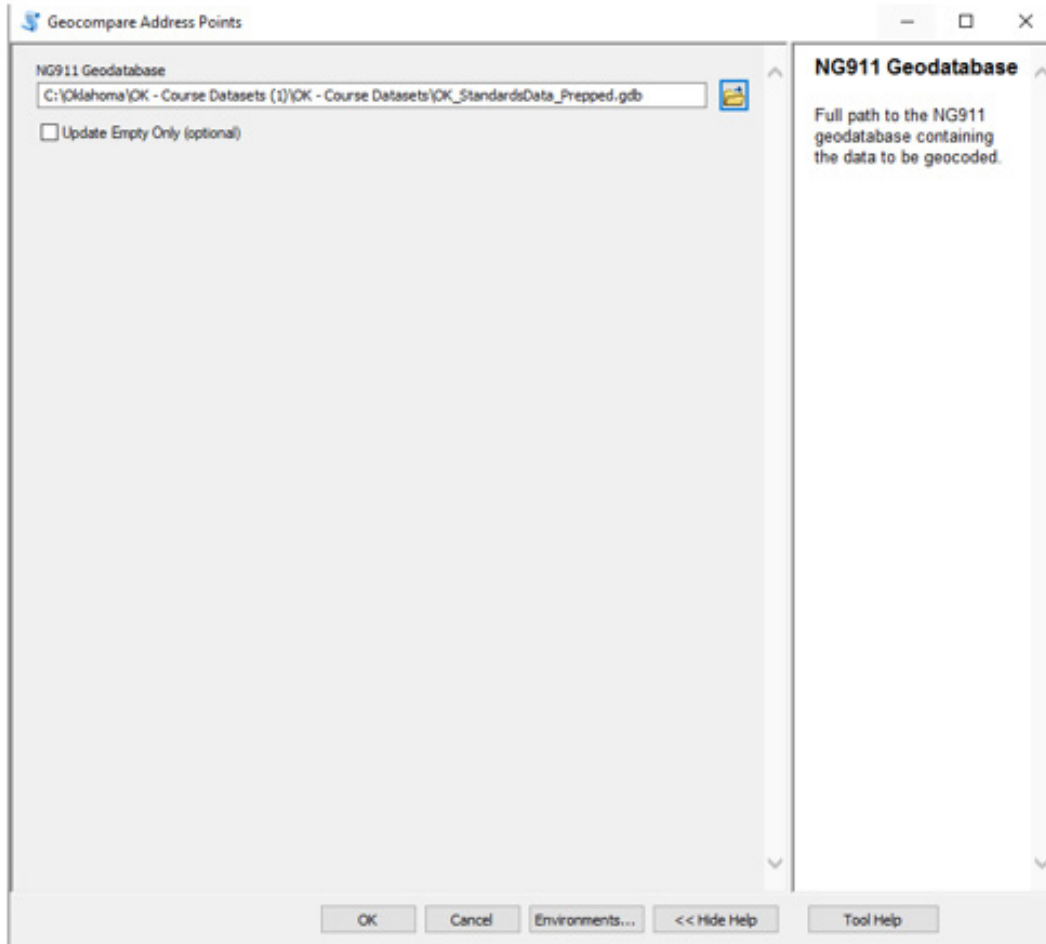 Geocompare Address Points
NG911 Geodatabase
C:\Oklahoma\OK - Course Datasets (1)\OK - Course Datasets\OK_StandardsData_Prepped.gdb
Update Empty Only (optional)
NG911 Geodatabase
Full path to the NG911
geodatabase containing
the data to be geocoded.
OK
Cancel
Environments...
<< Hide Help
Tool Help